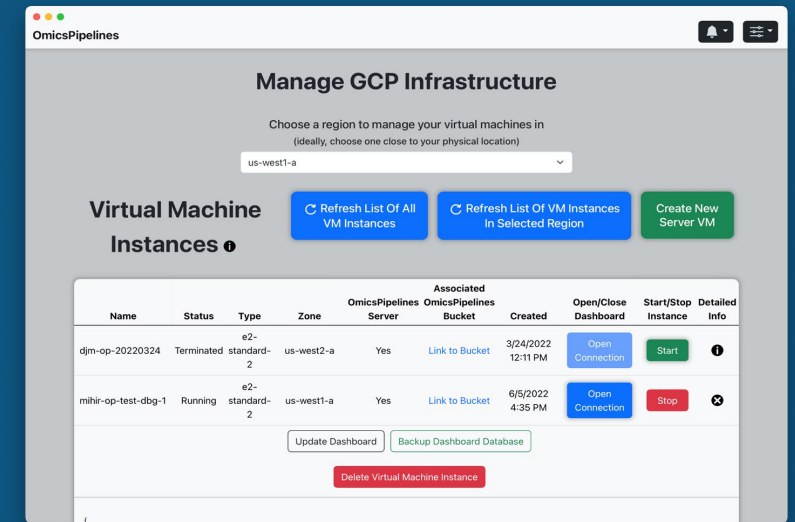 OmicsPipelines
Manage GCP Infrastructure
Choose a region to manage your virtual machines in
(ideally, choose one close to your physical location)
us-west1-a
Virtual Machine
Instances
Refresh List Of All
VM Instances
Refresh List Of VM Instances
In Selected Region
Create New
Server VM
Name
Status
Type
Zone
OmicsPipelines
Server
Associated
OmicsPipelines
Bucket
Created
Open/Close
Dashboard
Start/Stop
Instance
Detailed
Info
djm-op-20220324
Terminated
e2-
standard-
2
us-west2-a
Yes
Link to Bucket
3/24/2022
12:11 PM
Open
Connection
Start
mihir-op-test-dbg-1
Running
e2-
standard-
2
us-west1-a
Yes
Link to Bucket
6/5/2022
4:35 PM
Open
Connection
Stop
Update Dashboard
Backup Dashboard Database
Delete Virtual Machine Instance
{